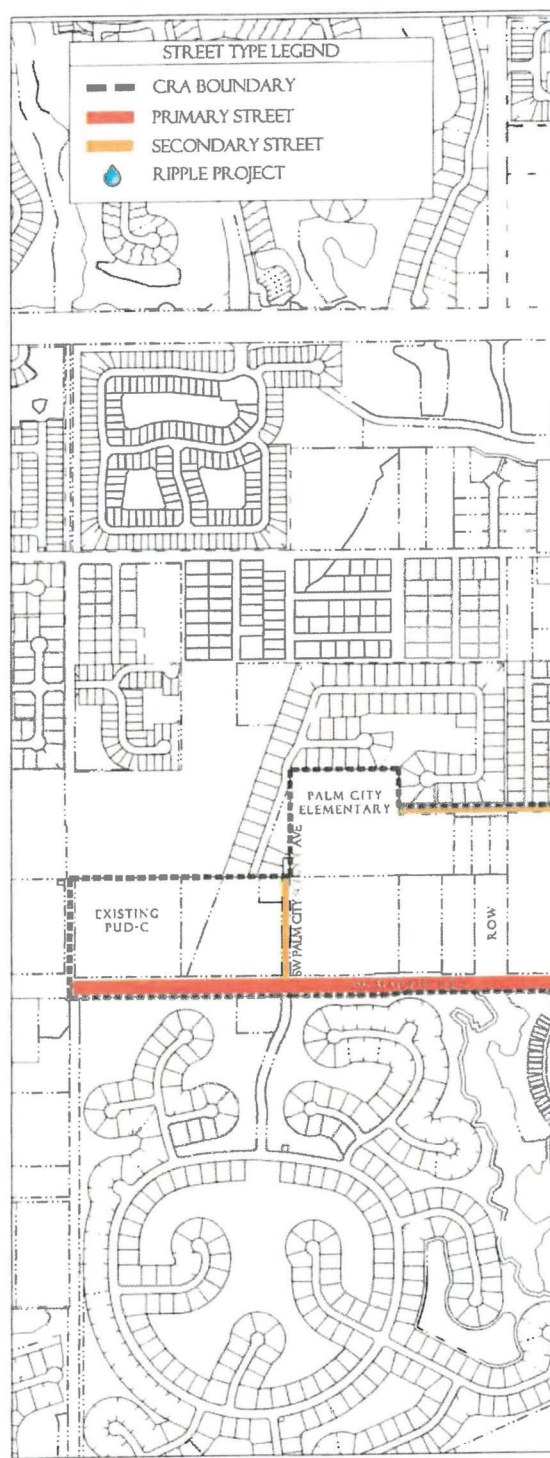 STREET TYPE LEGEND
CRA BOUNDARY
PRIMARY STREET
SECONDARY STREET
RIPPLE PROJECT
PALM CITY
ELEMENTARY
SW PALM CITY AVE
EXISTING
PUD-C
ROW